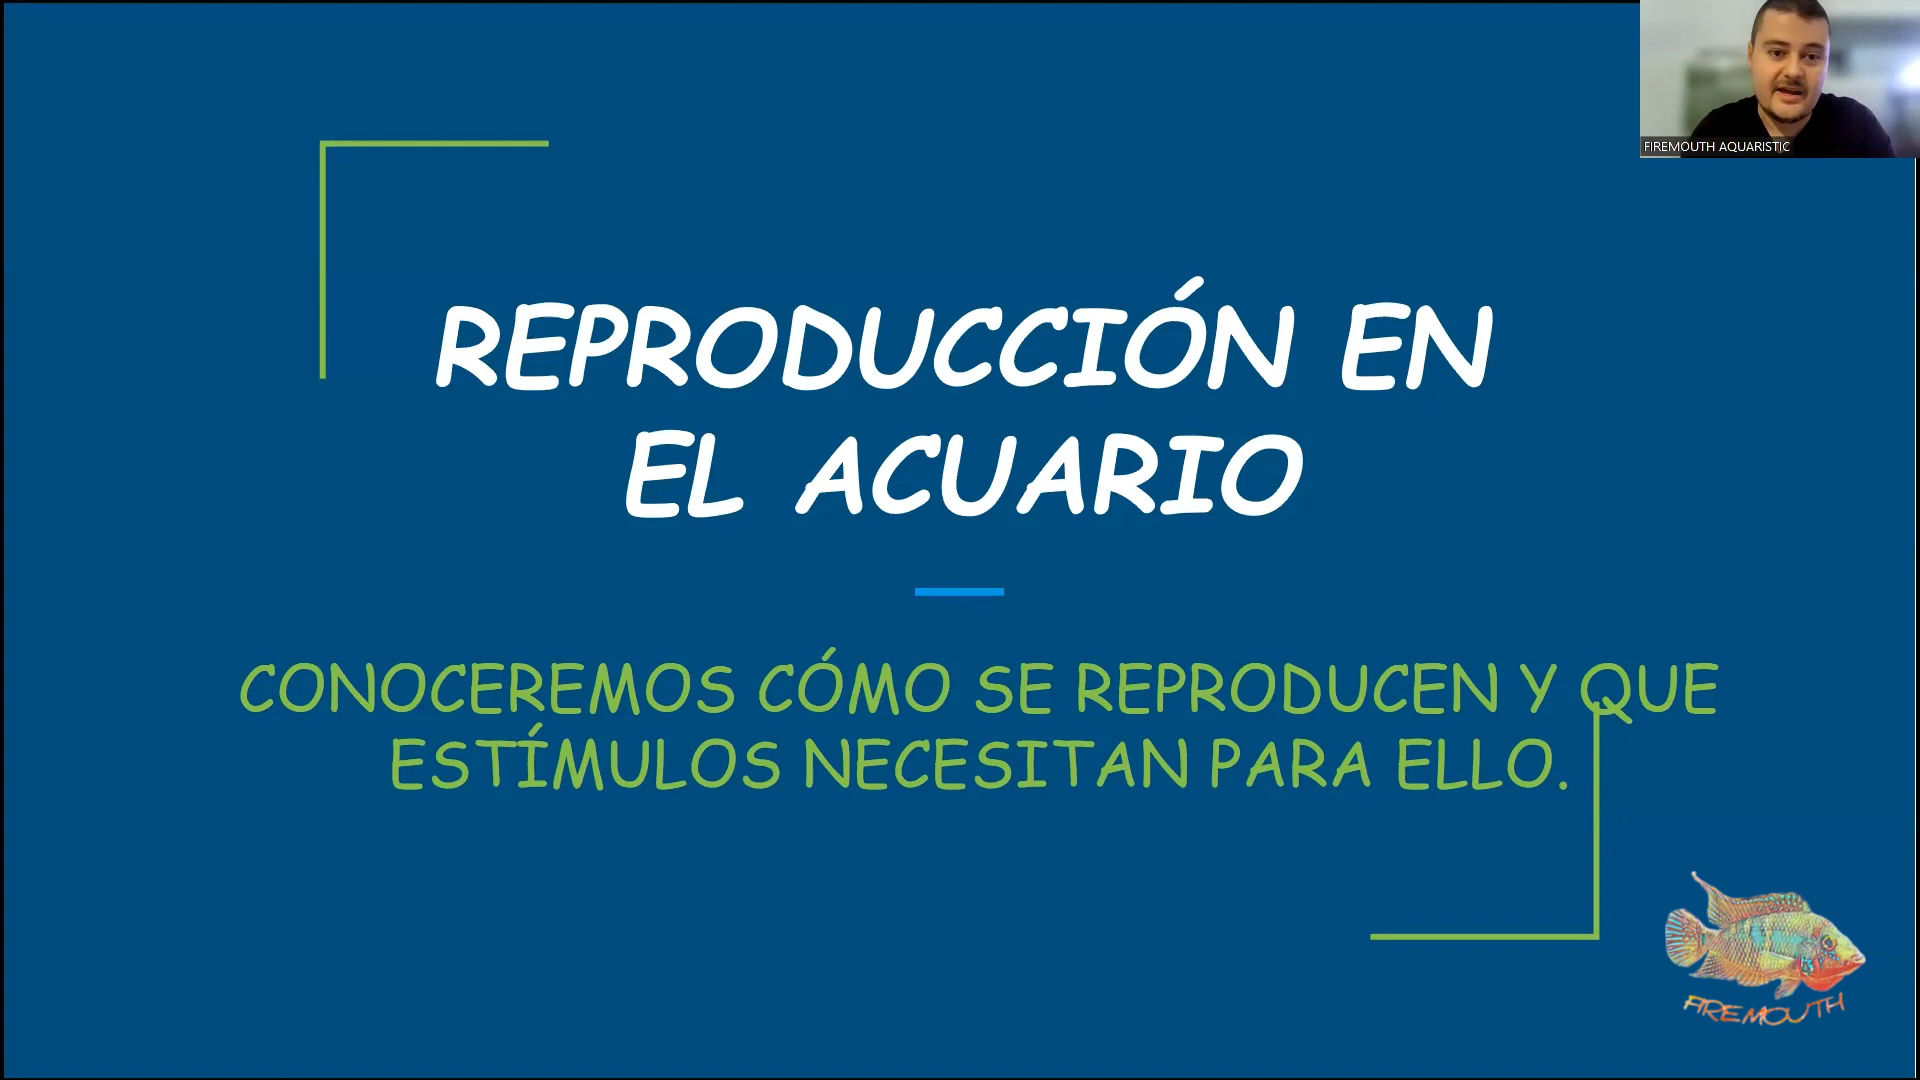 FIREMOUTH AQUARISTIC
REPRODUCCIÓN EN
EL ACUARIO
CONOCEREMOS CÓMO SE REPRODUCEN Y QUE
ESTÍMULOS NECESITAN PARA ELLO.
FIREMOUTH